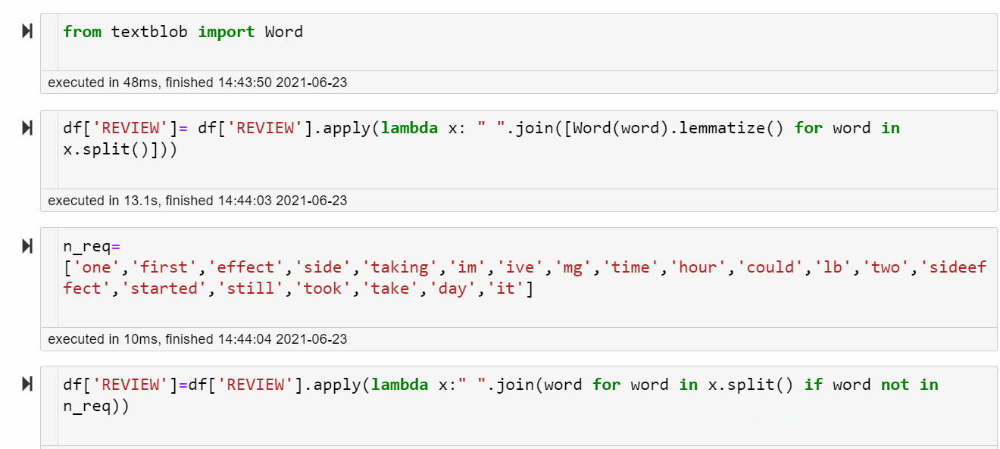 from textblob import Word
executed in 48ms, finished 14:43:50 2021-06-23
df['REVIEW']= df['REVIEW'].apply(lambda x: " ".join([Word(word).lemmatize() for word in
x.split()]))
executed in 13.1s, finished 14:44:03 2021-06-23
n_req=
['one','first','effect','side','taking','im','ive','mg','time','hour','could','lb','two','sideef
fect','started','still','took','take','day','it']
executed in 10ms, finished 14:44:04 2021-06-23
df['REVIEW']=df['REVIEW'].apply(lambda x:" ".join(word for word in x.split() if word not in
n_req))